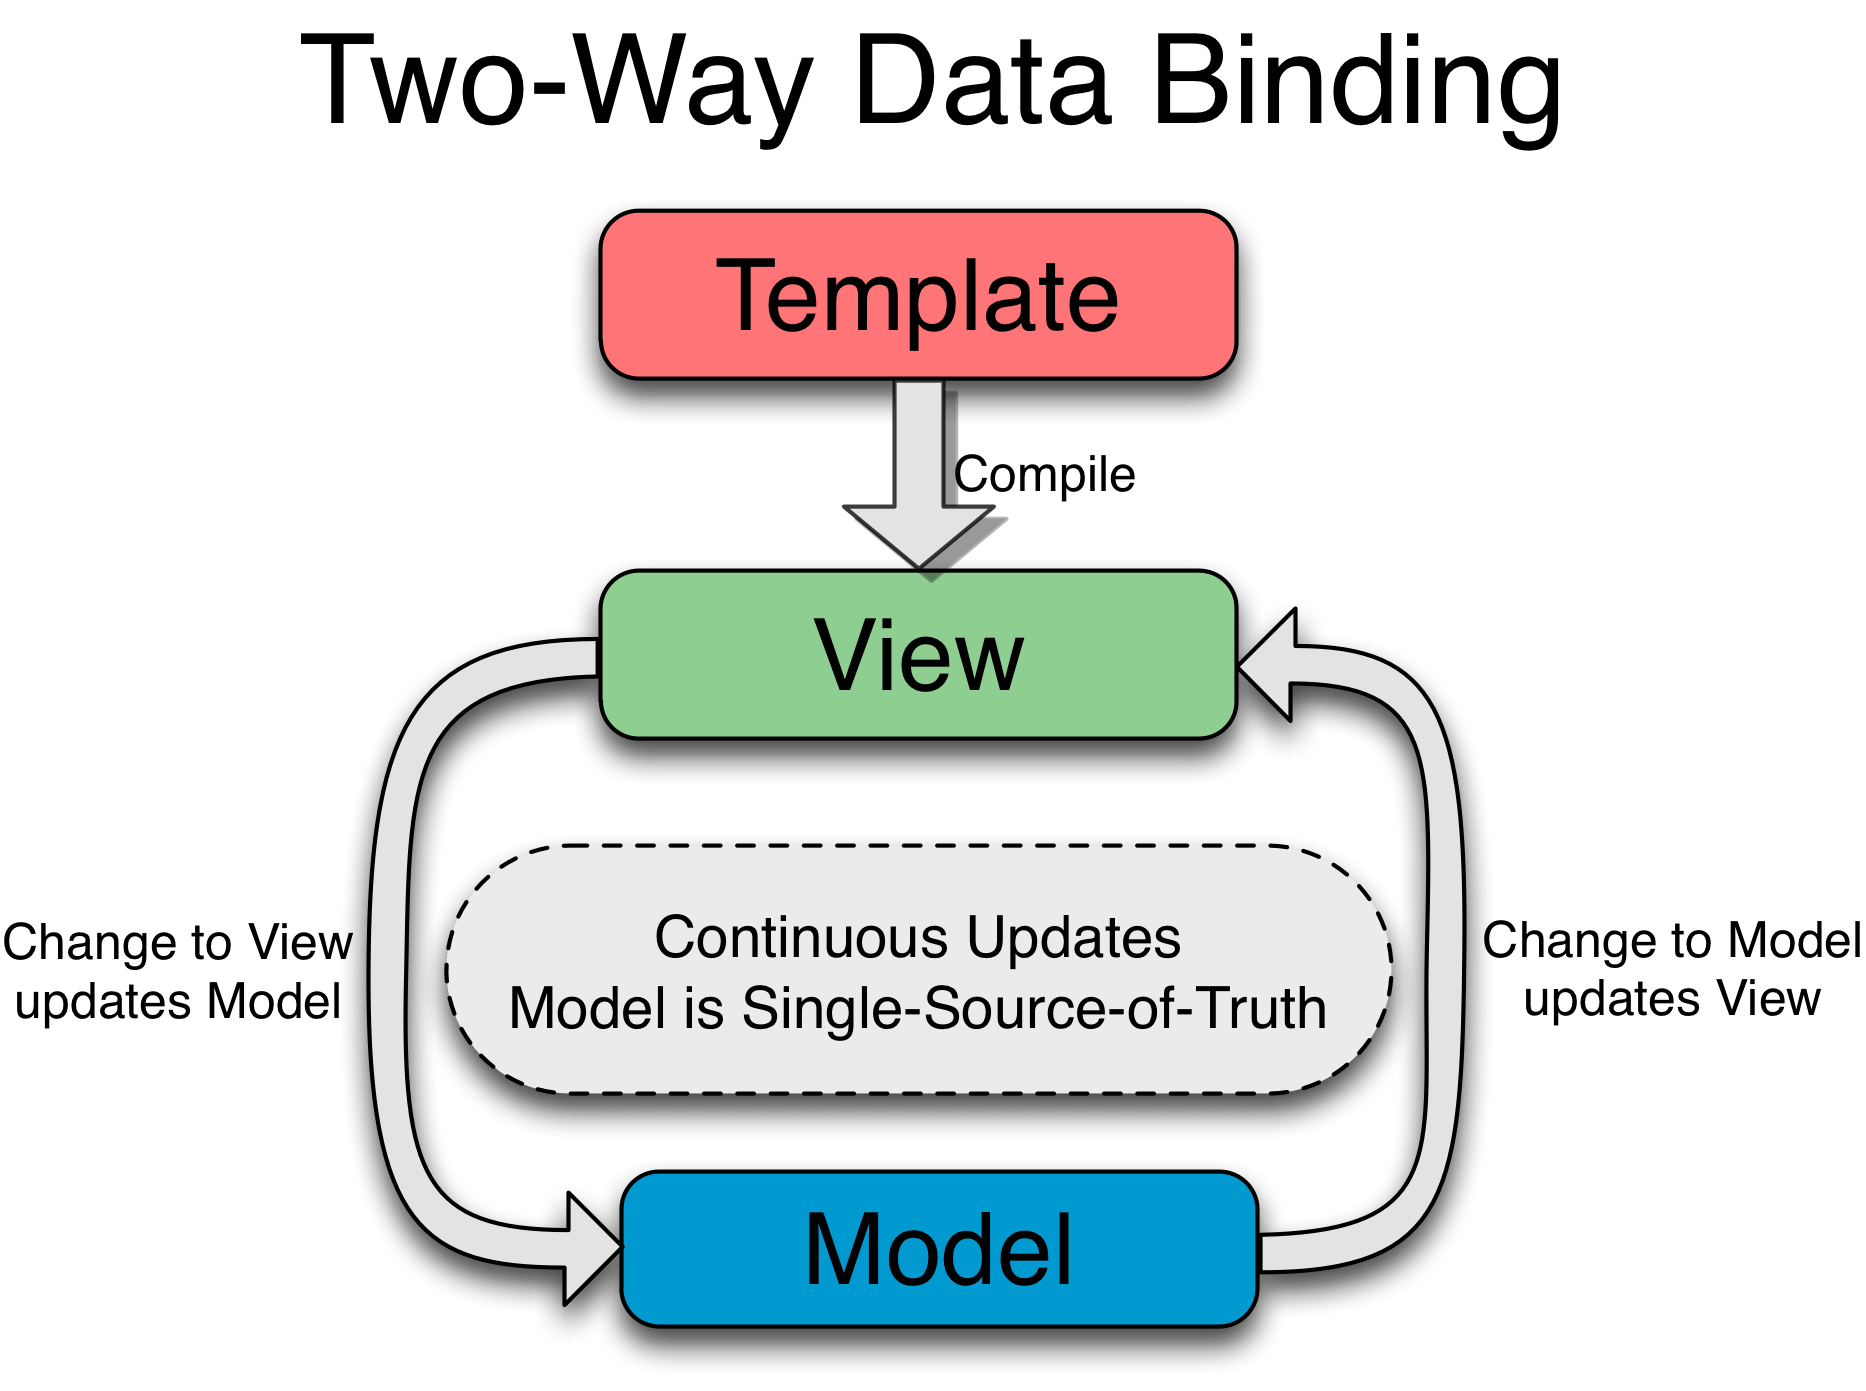 Two-Way Data Binding
Template
Compile
View
Change to View
updates Model
Continuous Updates
Model is Single-Source-of-Truth
Change to Model
updates View
Model